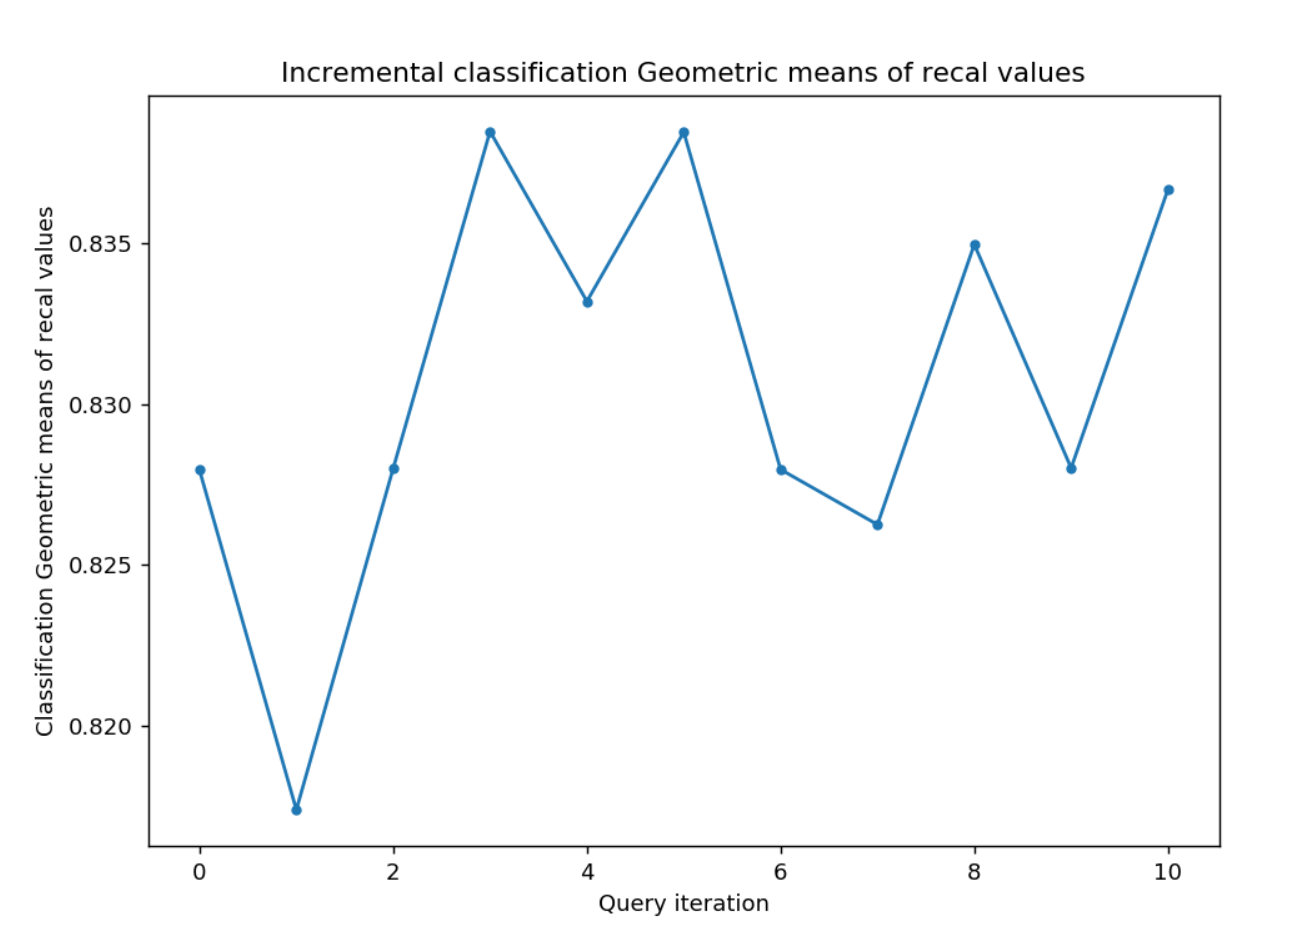 Incremental classification Geometric means of recal values
Classification Geometric means of recal values
0.835
0.830
0.825
0.820
0 2 4 6 8 10
Query iteration